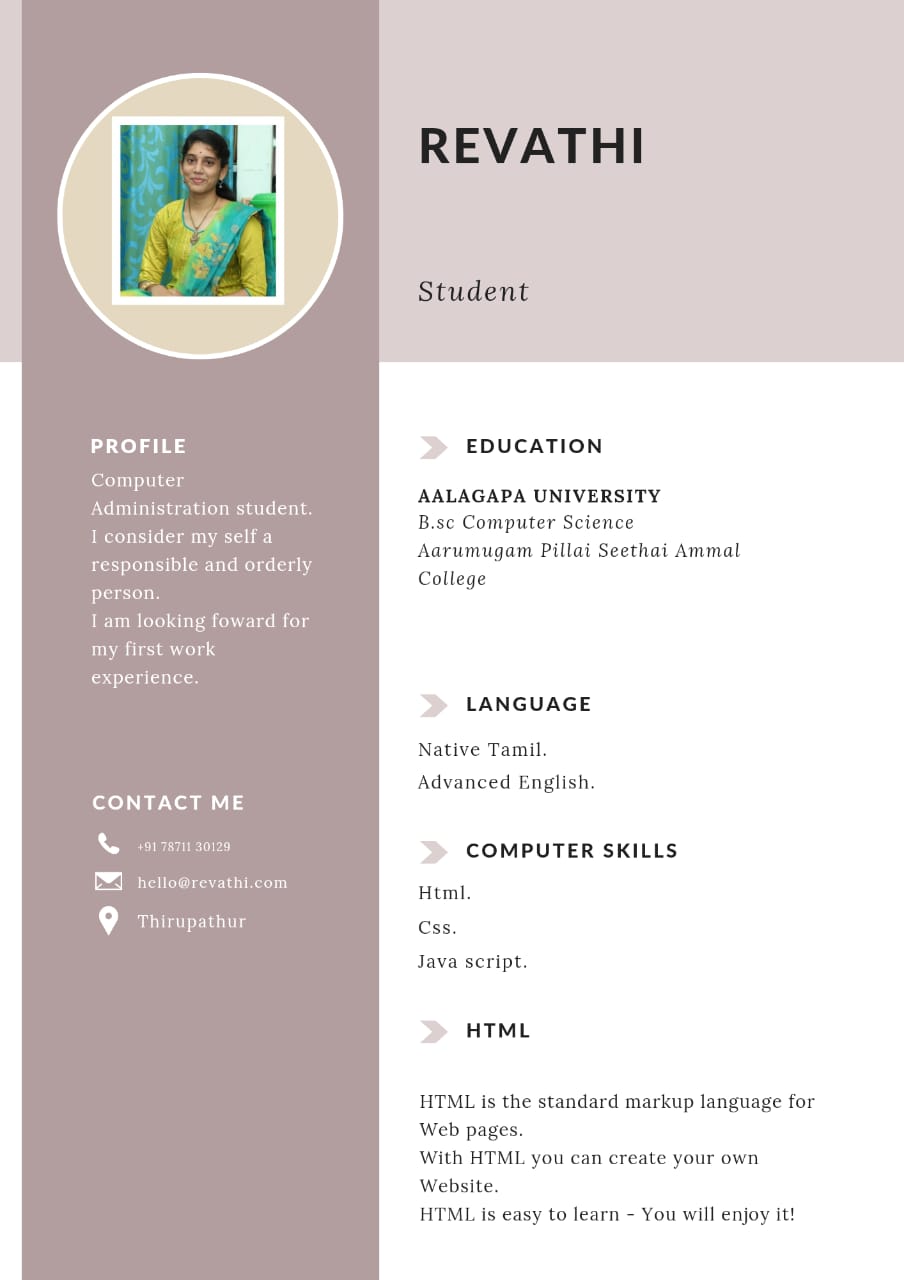 REVATHI
Student
PROFILE
Computer
Administration student.
I consider my self a
responsible and orderly
person.
I am looking foward for
my first work
experience.
CONTACT ME
+91 78711 30129
hello@revathi.com
Thirupathur
EDUCATION
AALAGAPA UNIVERSITY
B.sc Computer Science
Aarumugam Pillai Seethai Ammal
College
LANGUAGE
Native Tamil.
Advanced English.
COMPUTER SKILLS
Html.
Css.
Java script.
HTML
HTML is the standard markup language for
Web pages.
With HTML you can create your own
Website.
HTML is easy to learn - You will enjoy it!